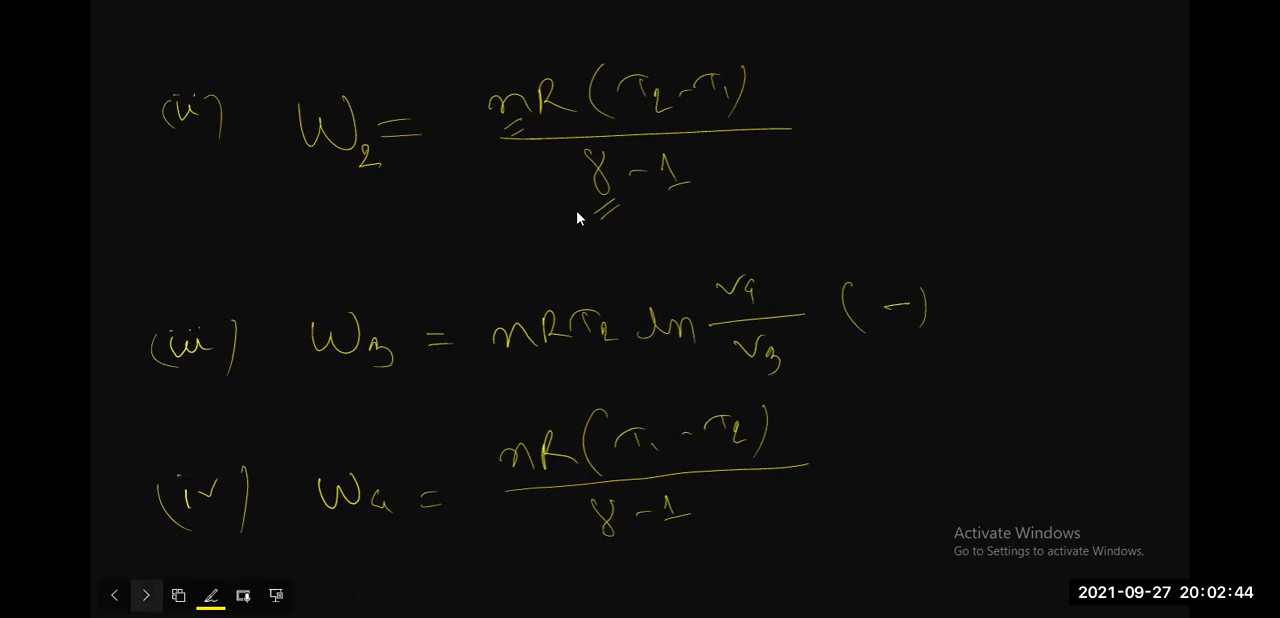 (ii) W₂ = nR(T₂ - T₁) / γ - 1
(iii) W₃ = nRT₂ ln V₄ / V₃ (-)
(iv) W₄ = nR(T₁ - T₂) / γ - 1
Activate Windows
Go to Settings to activate Windows.
2021-09-27 20:02:44